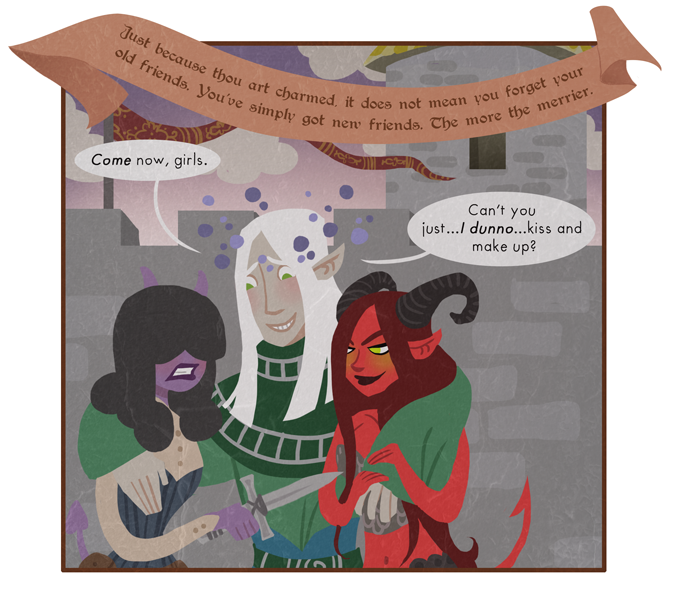 Just because thou art charmed, it does not mean you forget your
old friends. You've simply got new friends. The more the merrier.
Come now, girls.
Can't you
just...I dunno...kiss and
make up?